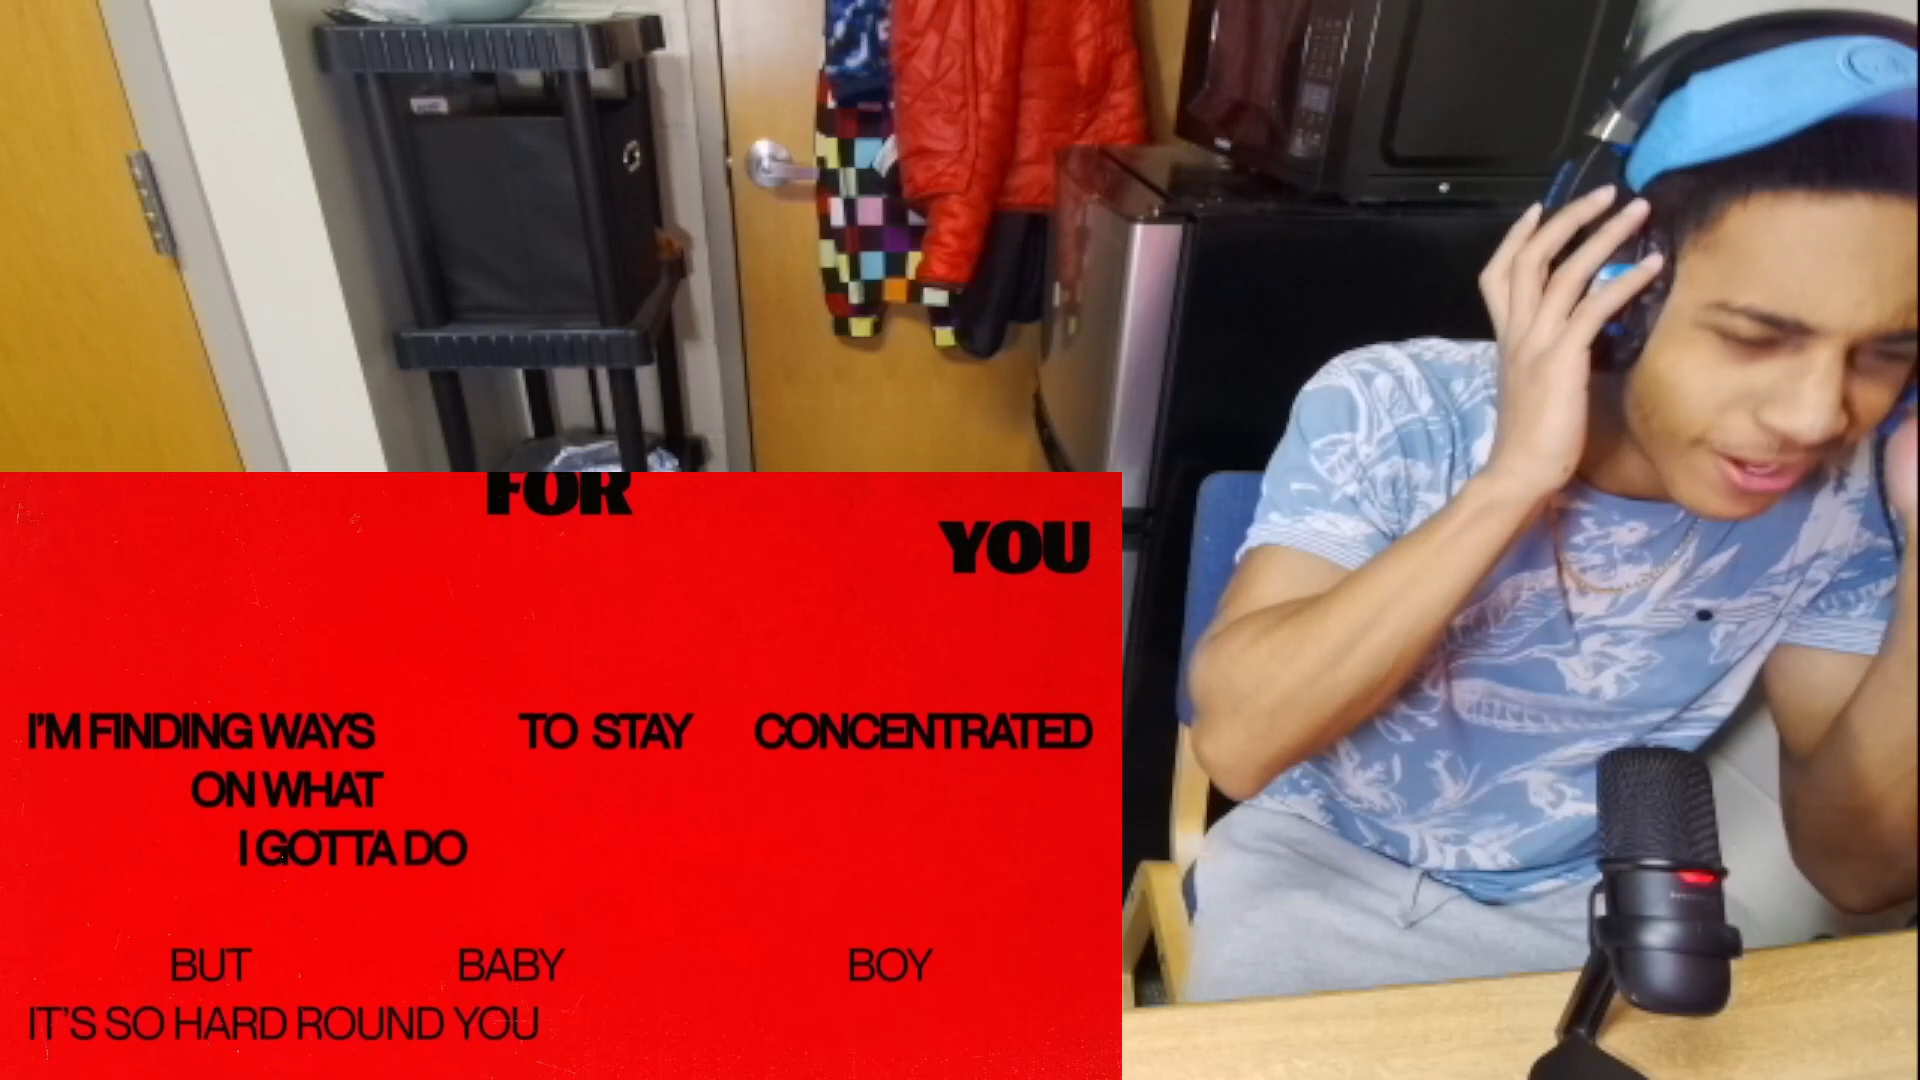 FOR
YOU
I'M FINDING WAYS TO STAY CONCENTRATED
ON WHAT
I GOTTA DO
BUT BABY BOY
IT'S SO HARD ROUND YOU